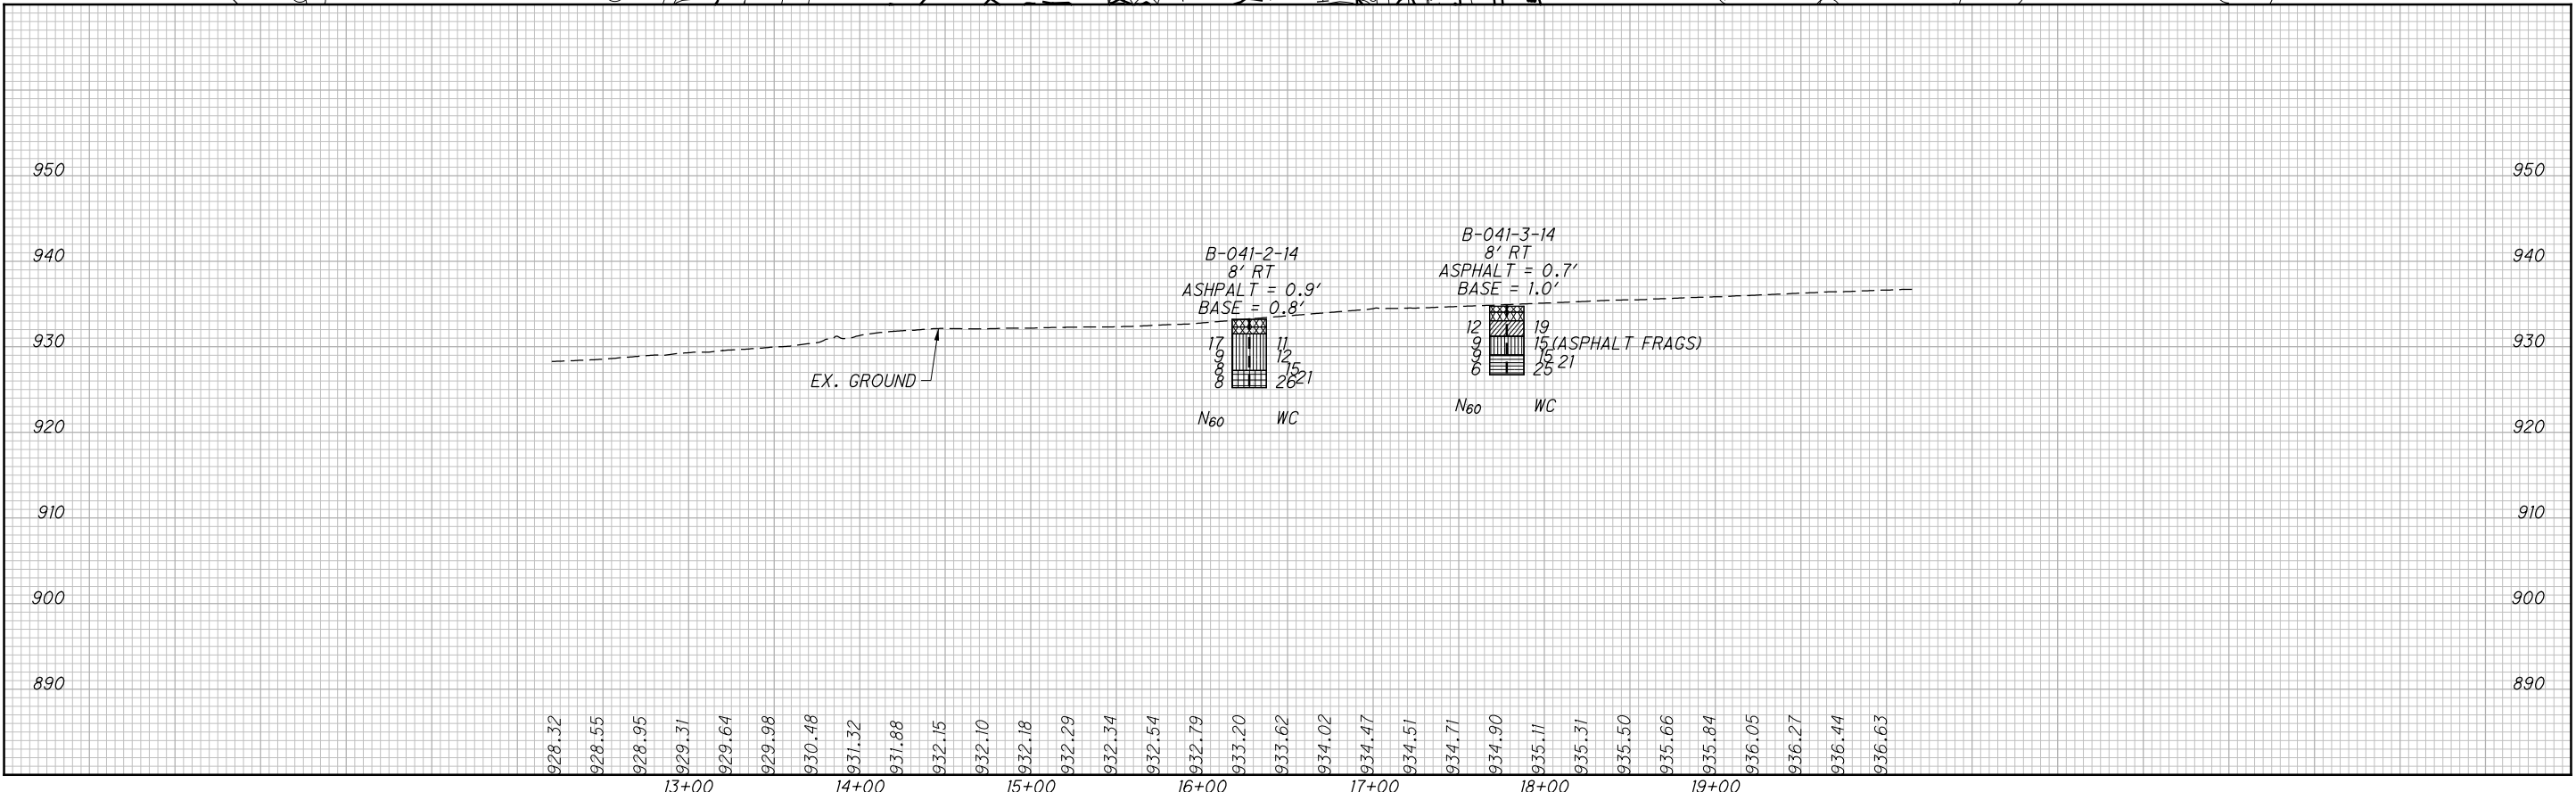 950 950
B-041-3-14
8' RT
ASPHALT = 0.7'
BASE = 1.0'
B-041-2-14
8' RT
ASHPALT = 0.9'
BASE = 0.8'
940 940
12 19
9 15 (ASPHALT FRAGS)
9 15 21
6 25
17 11
9 12
8 15 21
8 26
930 930
EX. GROUND
N60 WC
N60 WC
920 920
910 910
900 900
890 890
928.32 928.55 928.95 929.31 929.64 929.98 930.48 931.32 931.88 932.15 932.10 932.18 932.29 932.34 932.54 932.79 933.20 933.62 934.02 934.47 934.51 934.71 934.90 935.11 935.31 935.50 935.66 935.84 936.05 936.27 936.44 936.63
13+00 14+00 15+00 16+00 17+00 18+00 19+00